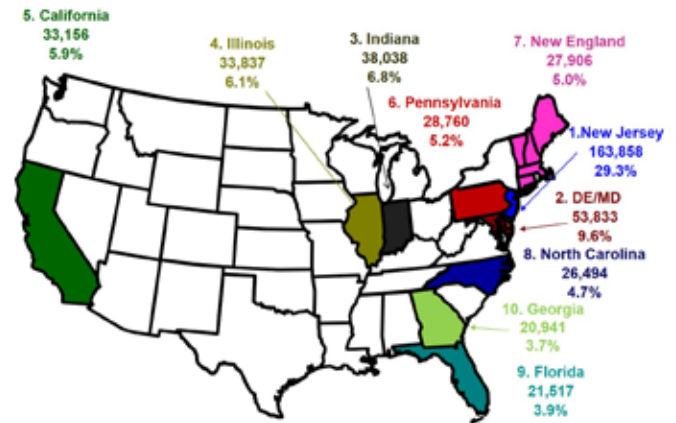 5. California
33,156
5.9%
4. Illinois
33,837
6.1%
3. Indiana
38,038
6.8%
7. New England
27,906
5.0%
6. Pennsylvania
28,760
5.2%
1.New Jersey
163,858
29.3%
2. DE/MD
53,833
9.6%
8. North Carolina
26,494
4.7%
10. Georgia
20,941
3.7%
9. Florida
21,517
3.9%